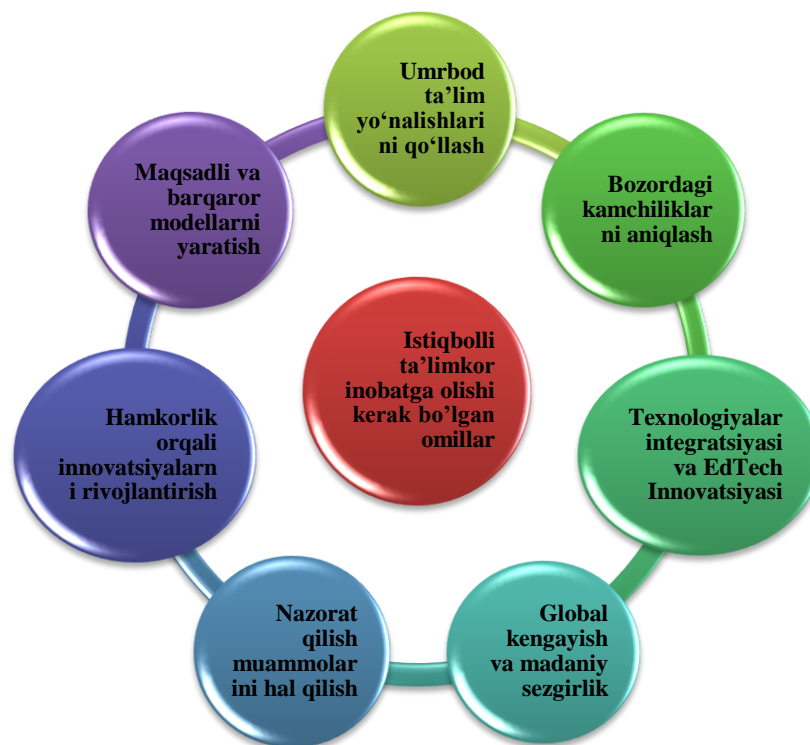 Umrbod
ta’lim
yo‘nalishlari
ni qo‘llash
Bozordagi
kamchiliklar
ni aniqlash
Texnologiyalar
integratsiyasi
va EdTech
Innovatsiyasi
Global
kengayish
va madaniy
sezgirlik
Nazorat
qilish
muammolar
ini hal qilish
Hamkorlik
orqali
innovatsiyalarn
i rivojlantirish
Maqsadli va
barqaror
modellarni
yaratish
Istiqbolli
ta’limkor
inobatga olishi
kerak bo’lgan
omillar